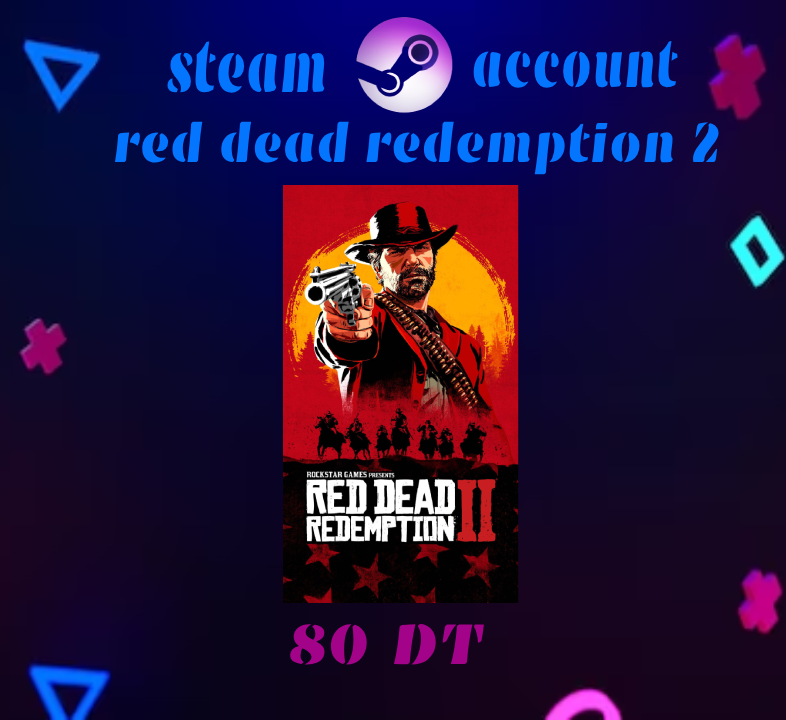 steam account
red dead redemption 2
ROCKSTAR GAMES PRESENTS
RED DEAD
REDEMPTION II
80 DT